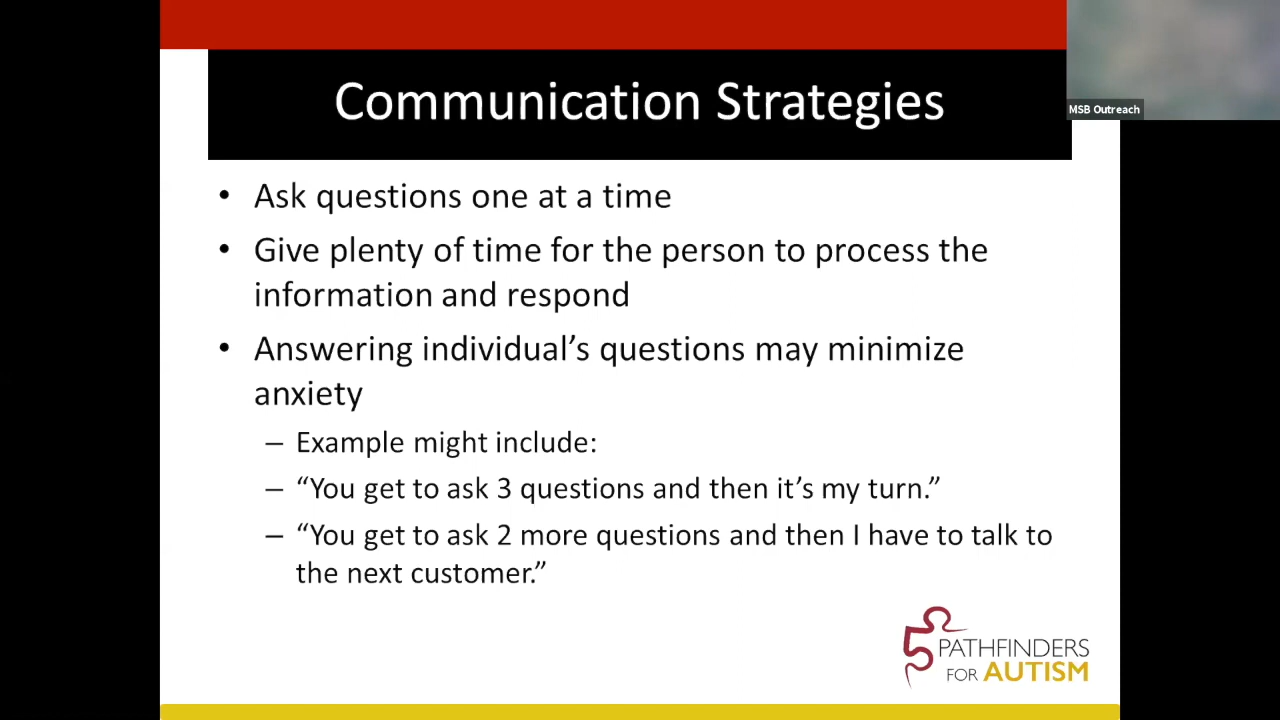 Communication Strategies
MSB Outreach
• Ask questions one at a time
• Give plenty of time for the person to process the
information and respond
• Answering individual’s questions may minimize
anxiety
– Example might include:
– “You get to ask 3 questions and then it’s my turn.”
– “You get to ask 2 more questions and then I have to talk to
the next customer.”
PATHFINDERS
FOR AUTISM